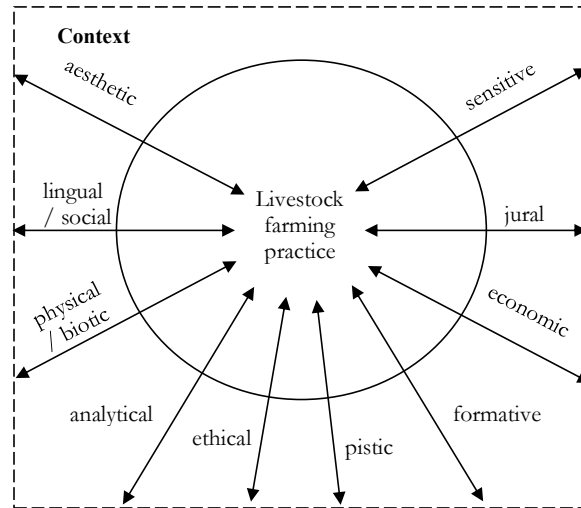 Context
aesthetic
sensitive
lingual
/ social
Livestock
farming
practice
jural
physical
/ biotic
economic
analytical
ethical
pistic
formative